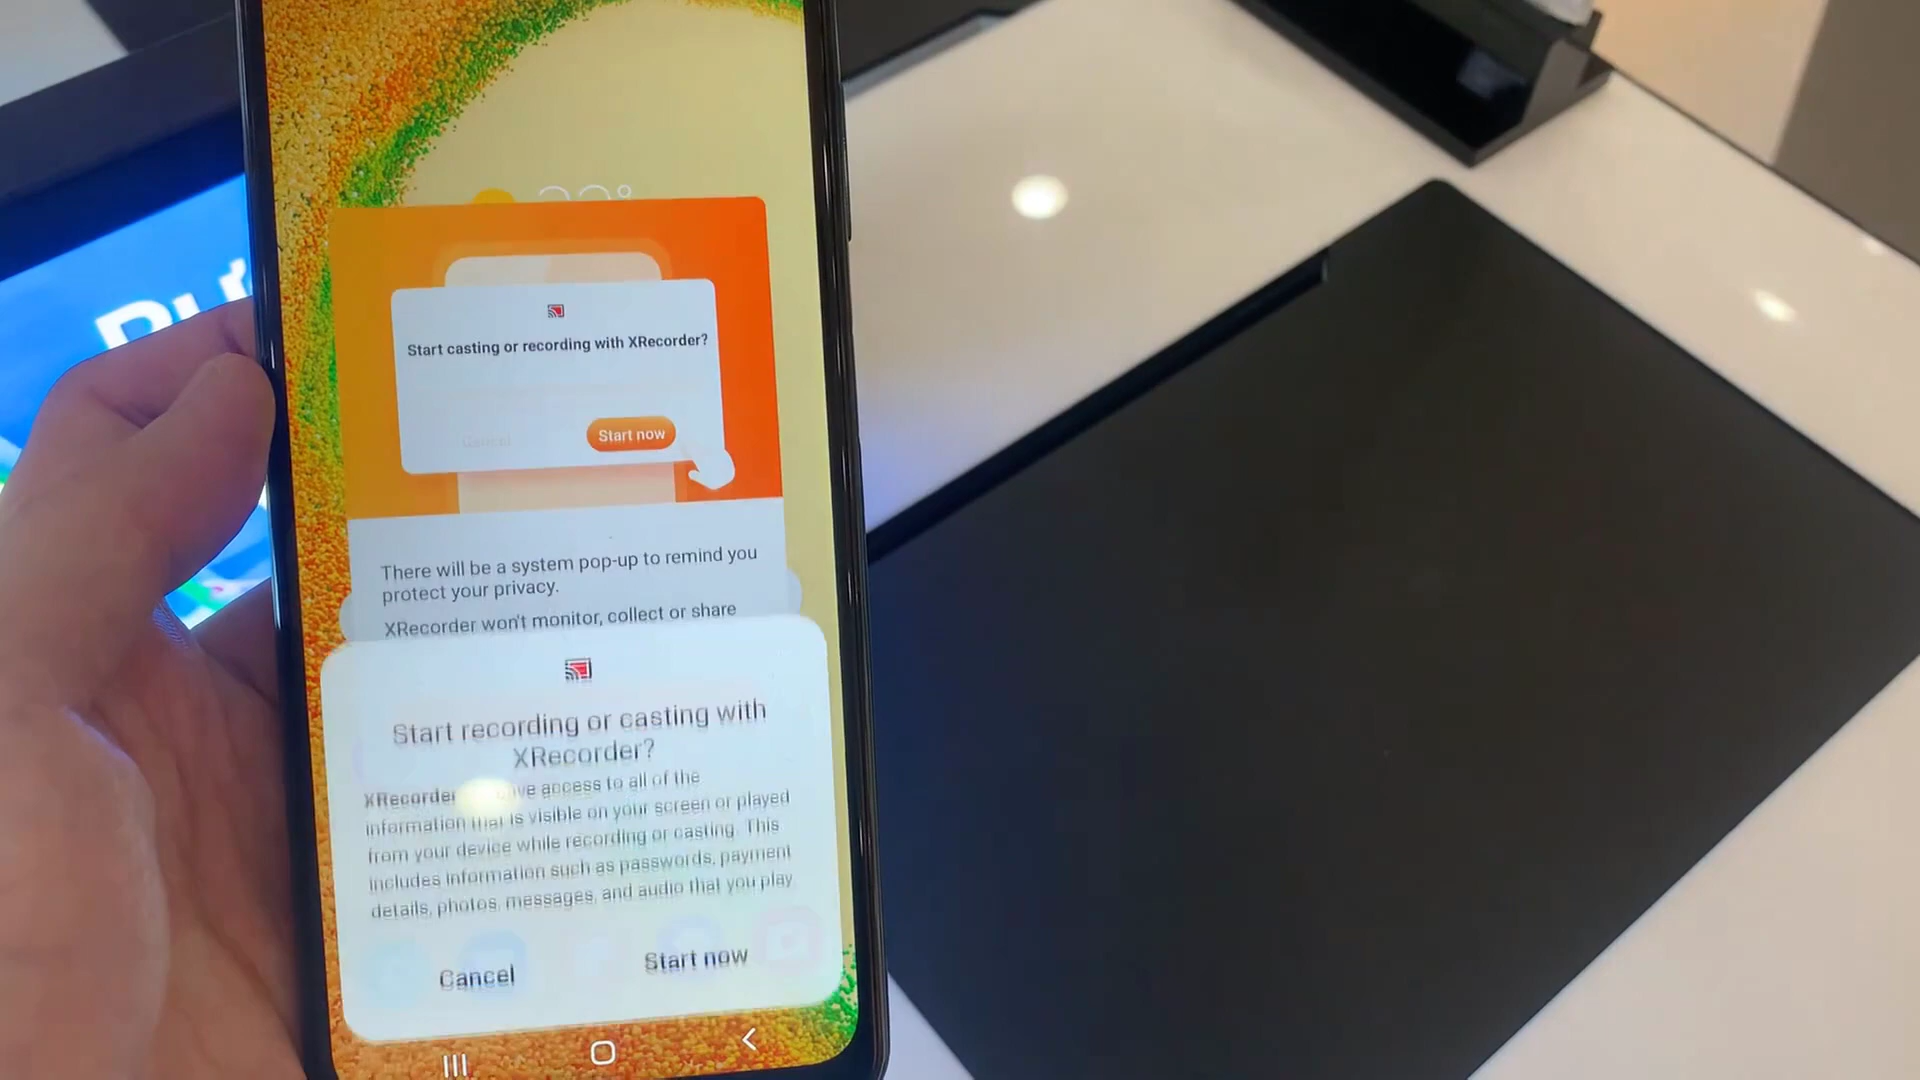 Start casting or recording with XRecorder?
Cancel
Start now
There will be a system pop-up to remind you
protect your privacy.
XRecorder won't monitor, collect or share
Start recording or casting with
XRecorder?
XRecorder access to all of the
information that is visible on your screen or played
from your device while recording or casting. This
includes information such as passwords, payment
details, photos, messages, and audio that you play
Cancel
Start now